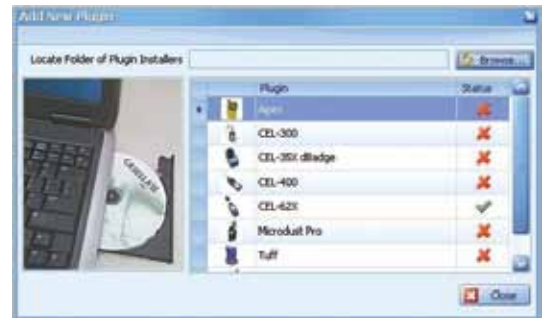 Add New Plugin
Locate Folder of Plugin Installers
Browse...
Plugin Status
Apex
CEL-300
CEL-35X dBadge
CEL-400
CEL-62X
Microdust Pro
Tuff
Close